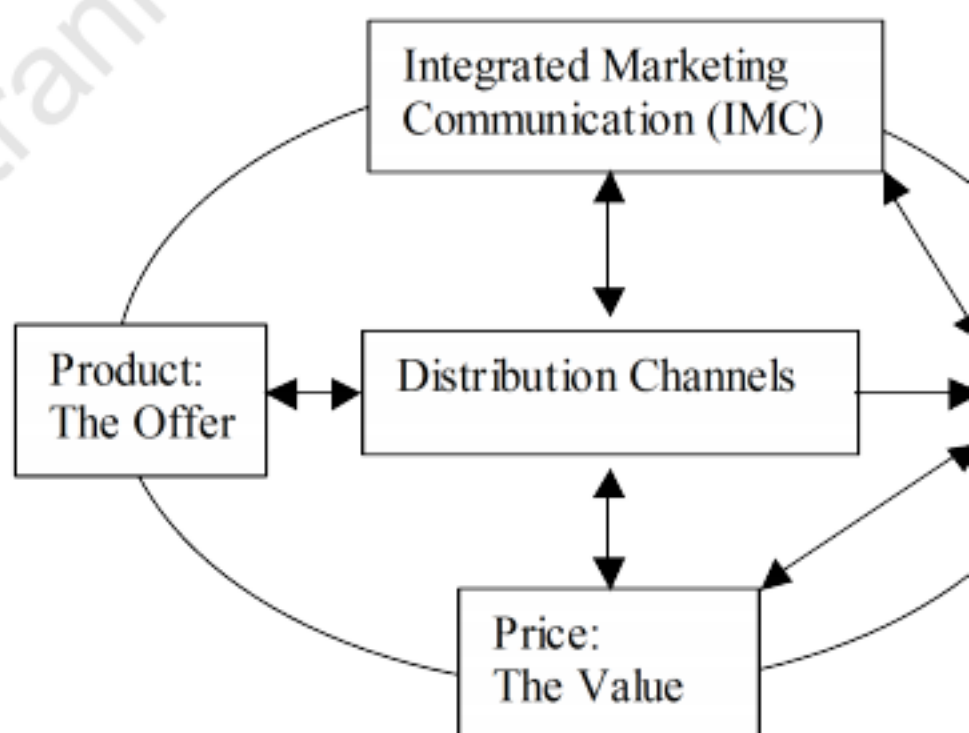 Integrated Marketing
Communication (IMC)
Product:
The Offer
Distribution Channels
Price:
The Value